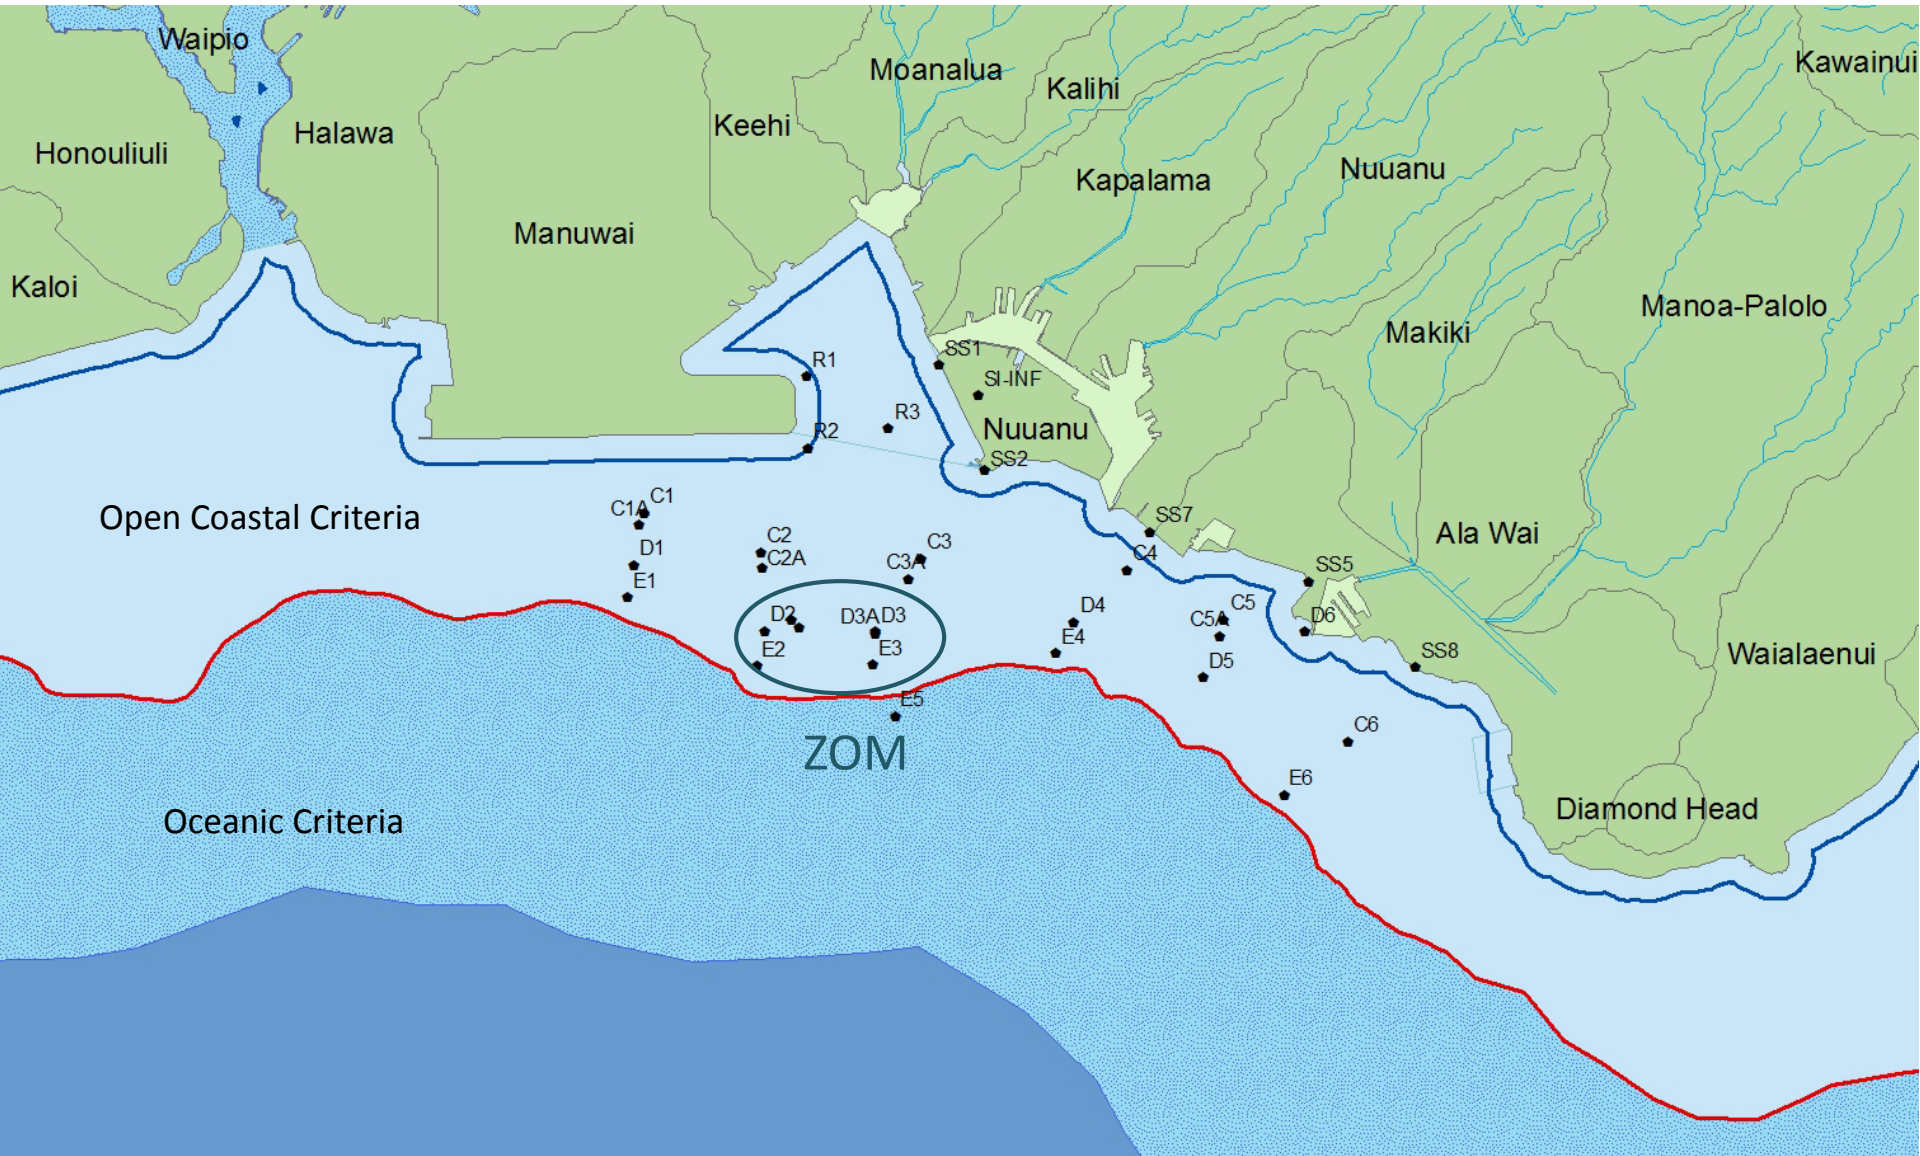 Waipio
Moanalua
Kalihi
Kawainui
Keehi
Halawa
Honouliuli
Nuuanu
Kapalama
Manuwai
Kaloi
Manoa-Palolo
Makiki
SS1
R1
SI-INF
R3
Nuuanu
R2
SS2
C1
C1A
Open Coastal Criteria
SS7
Ala Wai
C2
C3
D1
C2A
C3A
C4
SS5
E1
D2
D3A
D3
D4
C5
C5A
D6
E2
E3
E4
D5
SS8
Waialaenui
E5
C6
ZOM
E6
Diamond Head
Oceanic Criteria